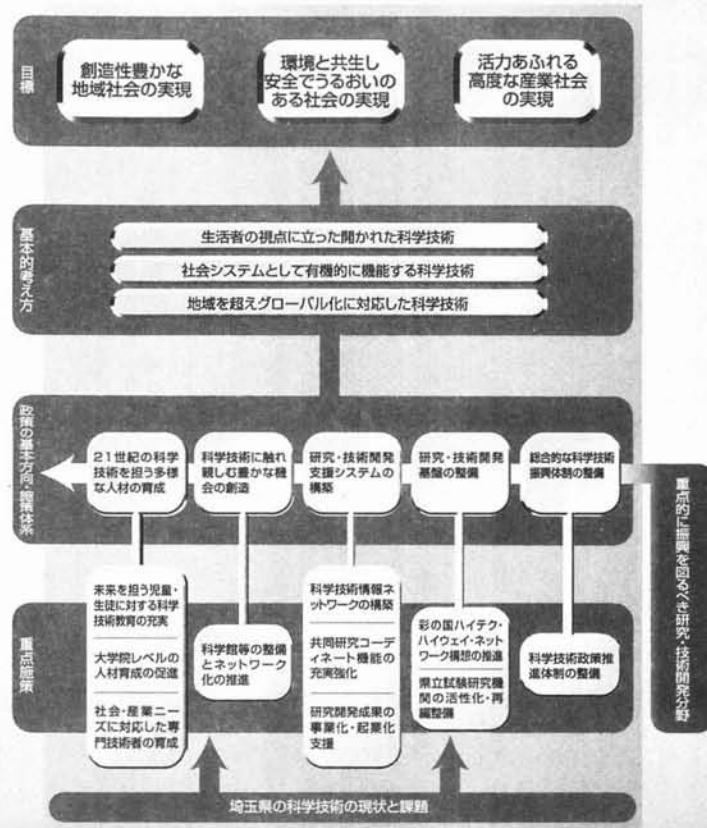 目標
創造性豊かな
地域社会の実現
環境と共生し
安全でうるおいの
ある社会の実現
活力あふれる
高度な産業社会
の実現
基本的考え方
生活者の視点に立った開かれた科学技術
社会システムとして有機的に機能する科学技術
地域を超えグローバル化に対応した科学技術
政策の基本方向・施策体系
21世紀の科学
技術を担う多様
な人材の育成
科学技術に触れ
親しむ豊かな機
会の創造
研究・技術開発
支援システムの
構築
研究・技術開発
基盤の整備
総合的な科学技術
振興体制の整備
重点的に振興を図るべき研究・技術開発分野
重点施策
未来を担う児童・
生徒に対する科学
技術教育の充実
大学院レベルの
人材育成の促進
社会・産業ニー
ズに対応した専
門技術者の育成
科学館等の整備
とネットワーク
化の推進
科学技術情報ネ
ットワークの構築
共同研究コーディ
ネート機能の
充実強化
研究開発成果の
事業化・起業化
支援
彩の国ハイテク・
ハイウェイ・ネット
ワーク構想の推進
県立試験研究機
関の活性化・再
編整備
科学技術政策推
進体制の整備
埼玉県の科学技術の現状と課題